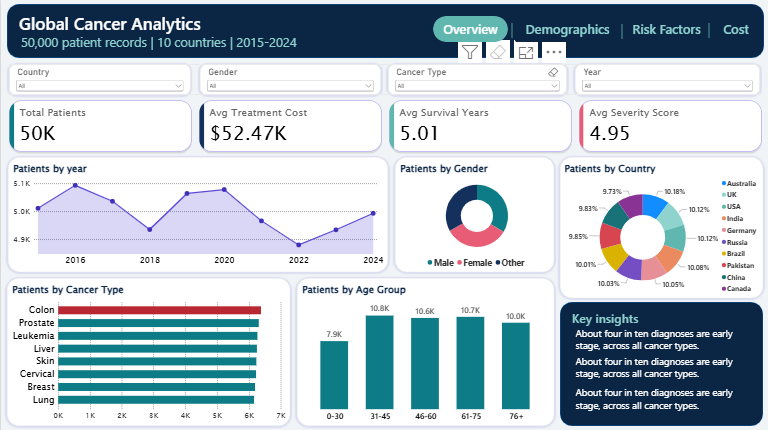 Global Cancer Analytics
50,000 patient records | 10 countries | 2015-2024
Overview | Demographics | Risk Factors | Cost
Country
All
Gender
All
Cancer Type
All
Year
All
Total Patients
50K
Avg Treatment Cost
$52.47K
Avg Survival Years
5.01
Avg Severity Score
4.95
Patients by year
5.1K
5.0K
4.9K
2016 2018 2020 2022 2024
Patients by Gender
Male Female Other
Patients by Country
9.73%
10.18%
9.83%
10.12%
9.85%
10.12%
10.01%
10.08%
10.03%
10.05%
Australia
UK
USA
India
Germany
Russia
Brazil
Pakistan
China
Canada
Patients by Cancer Type
Colon
Prostate
Leukemia
Liver
Skin
Cervical
Breast
Lung
0K 1K 2K 3K 4K 5K 6K 7K
Patients by Age Group
7.9K 10.8K 10.6K 10.7K 10.0K
0-30 31-45 46-60 61-75 76+
Key insights
About four in ten diagnoses are early
stage, across all cancer types.
About four in ten diagnoses are early
stage, across all cancer types.
About four in ten diagnoses are early
stage, across all cancer types.